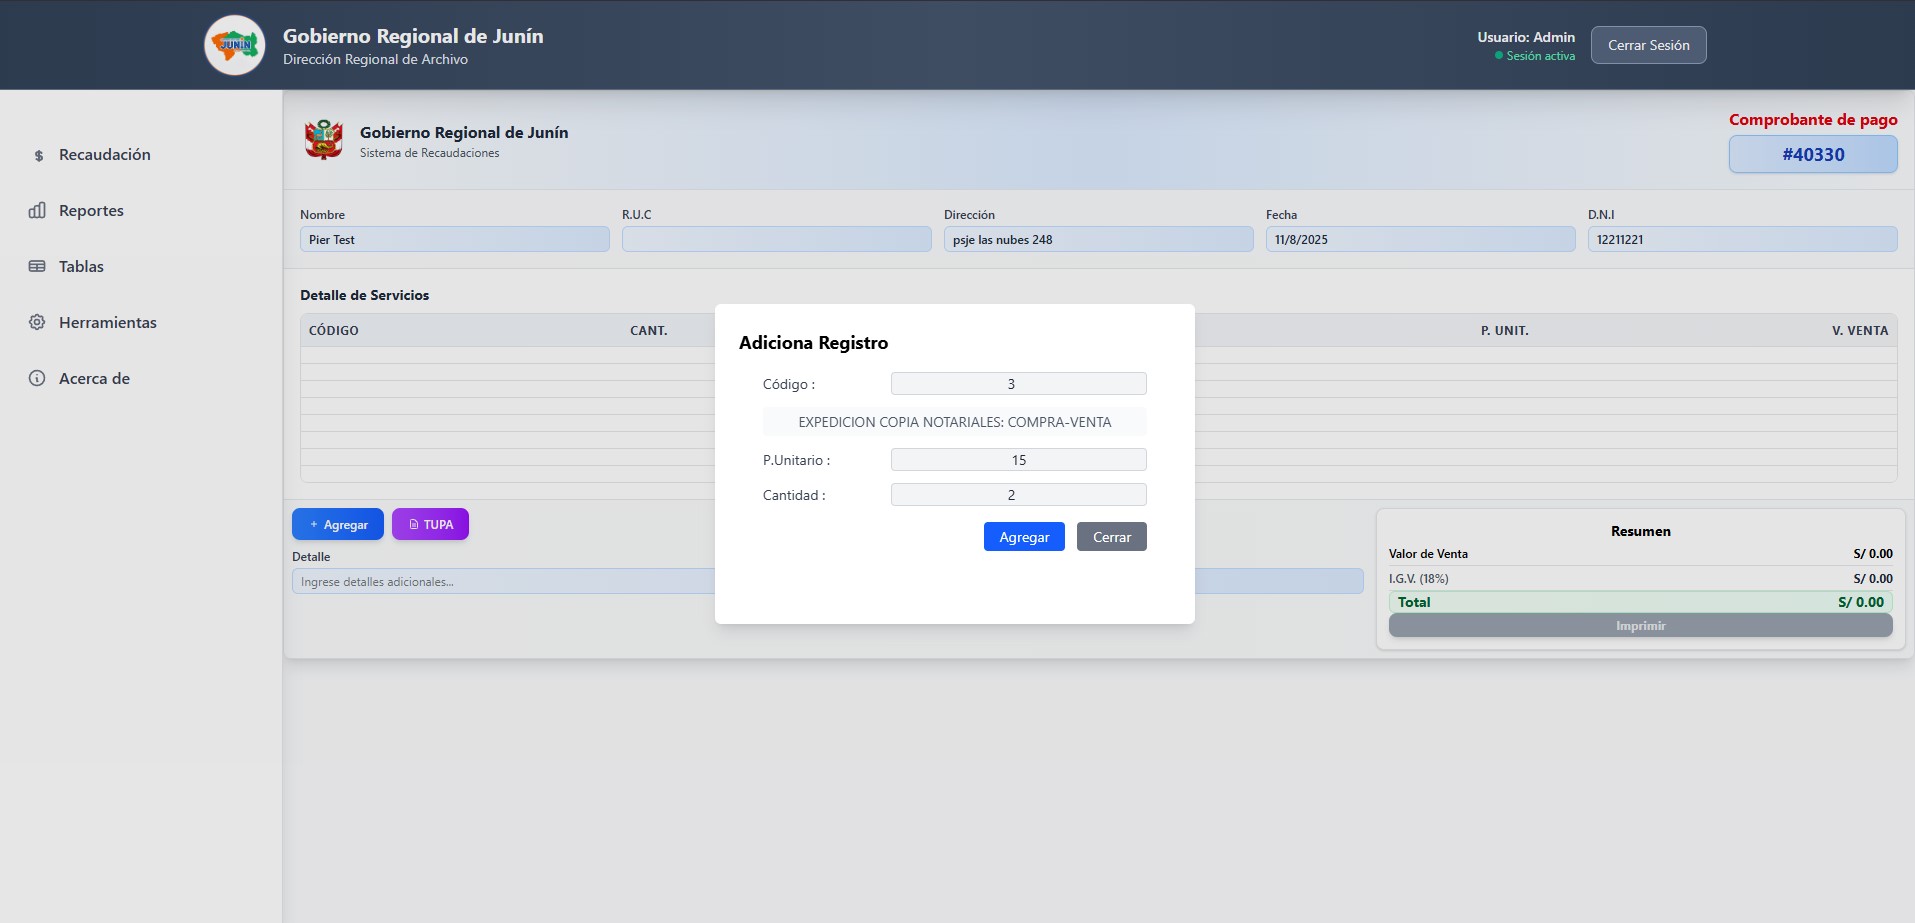 JUNÍN
Gobierno Regional de Junín
Dirección Regional de Archivo
Usuario: Admin
Sesión activa
Cerrar Sesión
$ Recaudación
Reportes
Tablas
Herramientas
Acerca de
Gobierno Regional de Junín
Sistema de Recaudaciones
Comprobante de pago
#40330
Nombre
Pier Test
R.U.C
Dirección
psje las nubes 248
Fecha
11/8/2025
D.N.I
12211221
Detalle de Servicios
CÓDIGO CANT. P. UNIT. V. VENTA
Adiciona Registro
Código : 3
EXPEDICION COPIA NOTARIALES: COMPRA-VENTA
P.Unitario : 15
Cantidad : 2
Agregar Cerrar
+ Agregar TUPA
Detalle
Ingrese detalles adicionales...
Resumen
Valor de Venta S/ 0.00
I.G.V. (18%) S/ 0.00
Total S/ 0.00
Imprimir